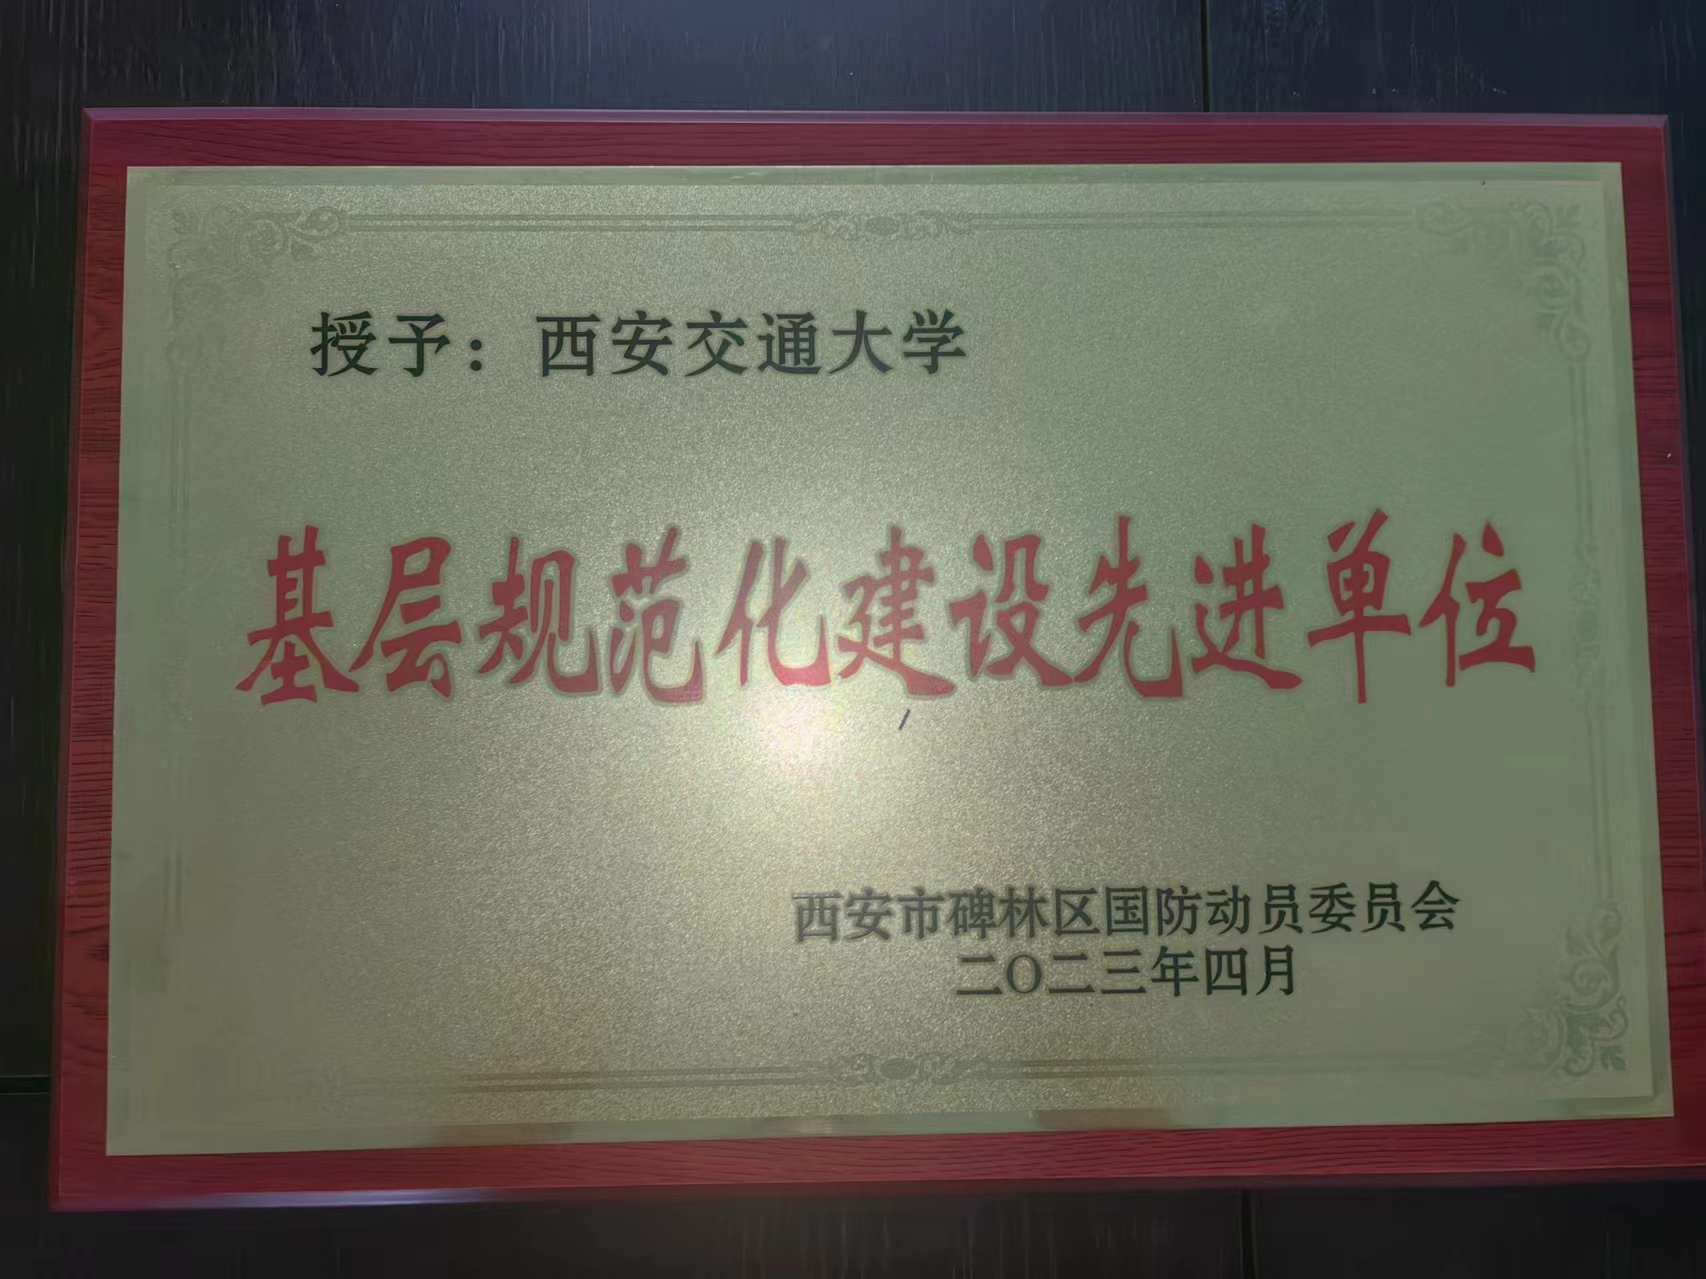 授予：西安交通大学
基层规范化建设先进单位
西安市碑林区国防动员委员会
二〇二三年四月